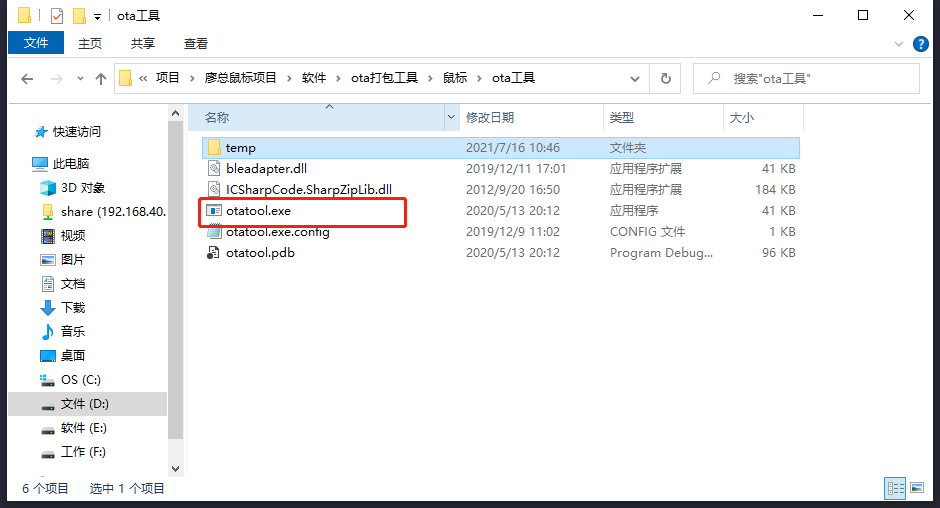 ota工具
文件 主页 共享 查看
« 项目 › 廖总鼠标项目 › 软件 › ota打包工具 › 鼠标 › ota工具 搜索"ota工具"
名称 修改日期 类型 大小
快速访问
此电脑
3D 对象
share (192.168.40.
视频
图片
文档
下载
音乐
桌面
OS (C:)
文件 (D:)
软件 (E:)
工作 (F:)
temp 2021/7/16 10:46 文件夹
bleadapter.dll 2019/12/11 17:01 应用程序扩展 41 KB
ICSharpCode.SharpZipLib.dll 2012/9/20 16:50 应用程序扩展 184 KB
otatool.exe 2020/5/13 20:12 应用程序 41 KB
otatool.exe.config 2019/12/9 11:02 CONFIG 文件 1 KB
otatool.pdb 2020/5/13 20:12 Program Debug... 96 KB
6 个项目 选中 1 个项目